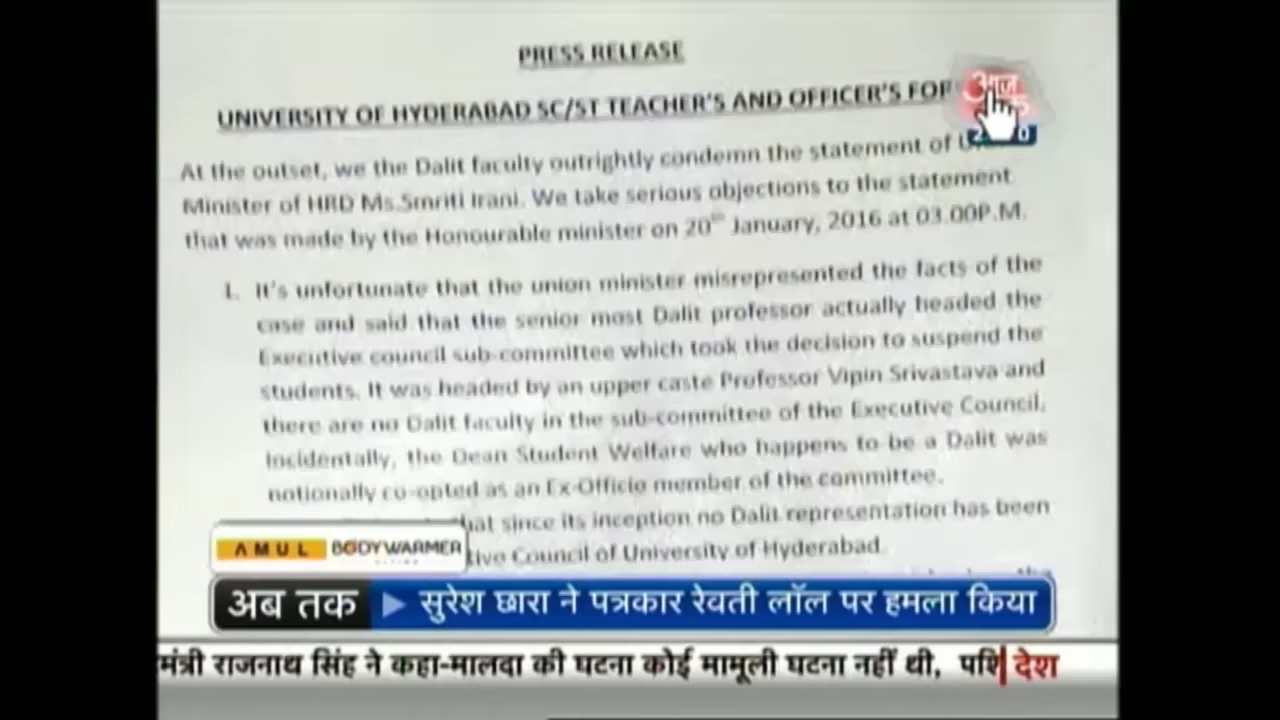 PRESS RELEASE
UNIVERSITY OF HYDERABAD SC/ST TEACHER'S AND OFFICER'S
आज
At the outset, we the Dalit faculty outrightly condemn the statement of
Minister of HRD Ms.Smriti Irani. We take serious objections to the statement
that was made by the Honourable minister on 20th January, 2016 at 03.00P.M.
1. It's unfortunate that the union minister misrepresented the facts of the
case and said that the senior most Dalit professor actually headed the
Executive council sub-committee which took the decision to suspend the
students. It was headed by an upper caste Professor Vipin Srivastava and
there are no Dalit faculty in the sub-committee of the Executive Council.
Incidentally, the Dean Student Welfare who happens to be a Dalit was
notionally co-opted as an Ex-Officio member of the committee.
that since its inception no Dalit representation has been
Council of University of Hyderabad.
AMUL BODYWARMER
अब तक सुरेश छारा ने पत्रकार रेवती लॉल पर हमला किया
मंत्री राजनाथ सिंह ने कहा-मालदा की घटना कोई मामूली घटना नहीं थी, देश